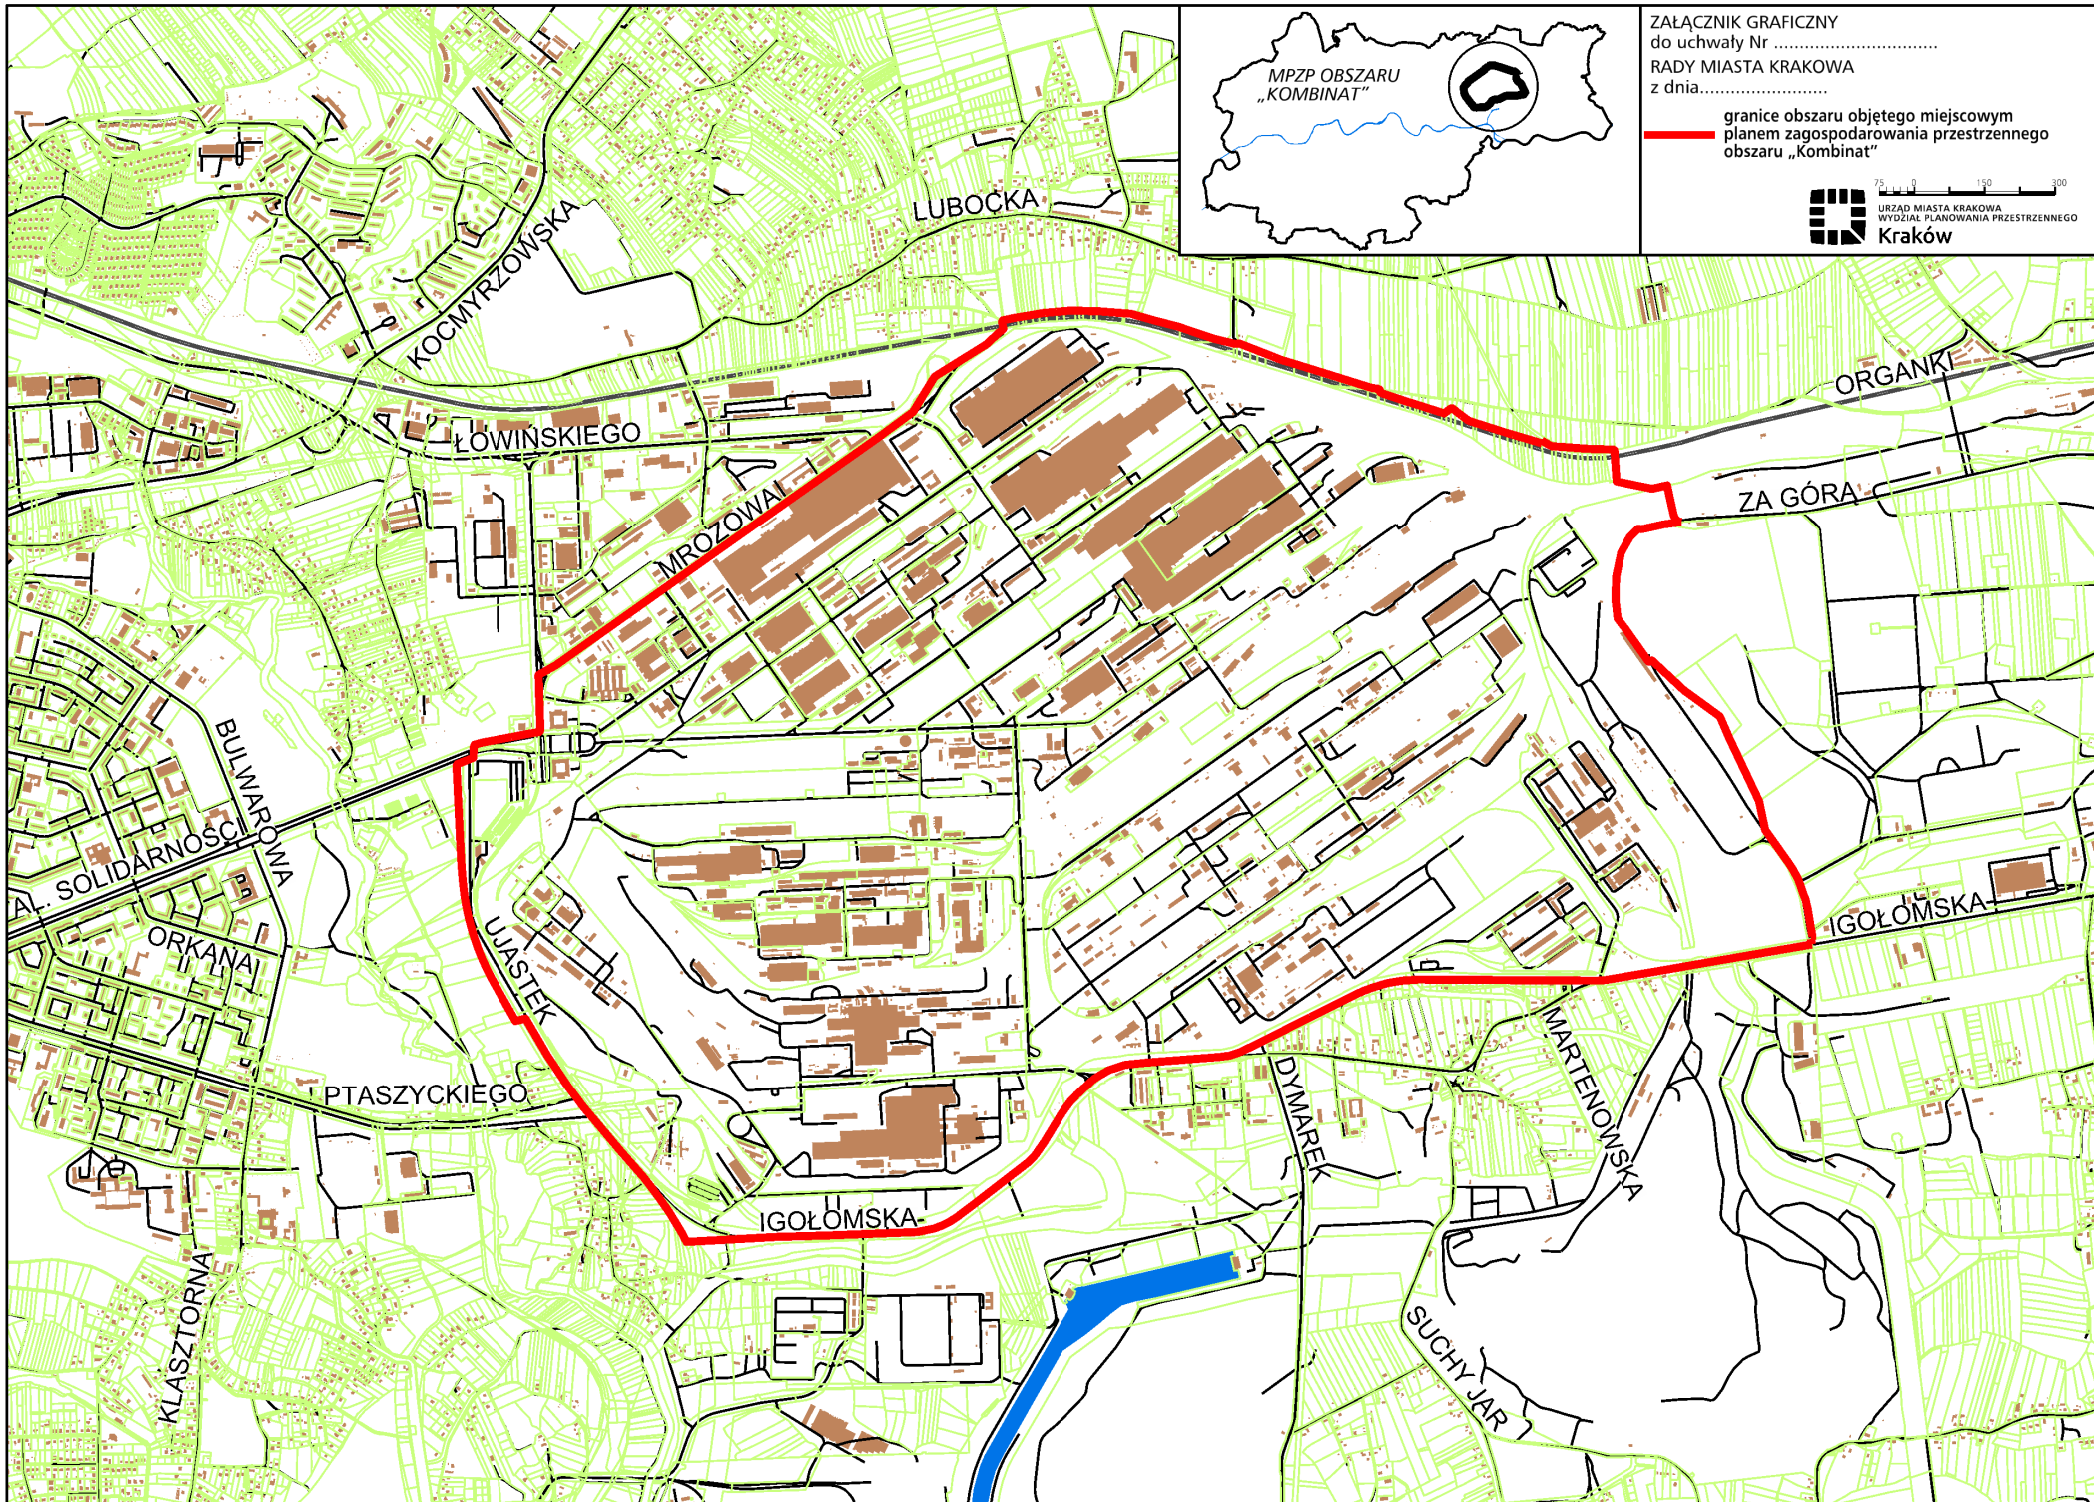 MPZP OBSZARU
„KOMBINAT”
ZAŁĄCZNIK GRAFICZNY
do uchwały Nr ................................
RADY MIASTA KRAKOWA
z dnia.........................
granice obszaru objętego miejscowym
planem zagospodarowania przestrzennego
obszaru „Kombinat”
75 0 150 300
URZĄD MIASTA KRAKOWA
WYDZIAŁ PLANOWANIA PRZESTRZENNEGO
Kraków
LUBOCKA
KOCMYRZOWSKA
ORGANKI
ŁOWIŃSKIEGO
ZA GÓRĄ
MROZOWA
BULWAROWA
AL. SOLIDARNOŚCI
IGOŁOMSKA
ORKANA
UJASTEK
MARTENOWSKA
PTASZYCKIEGO
DYMAREK
IGOŁOMSKA
KLASZTORNA
SUCHY JAR